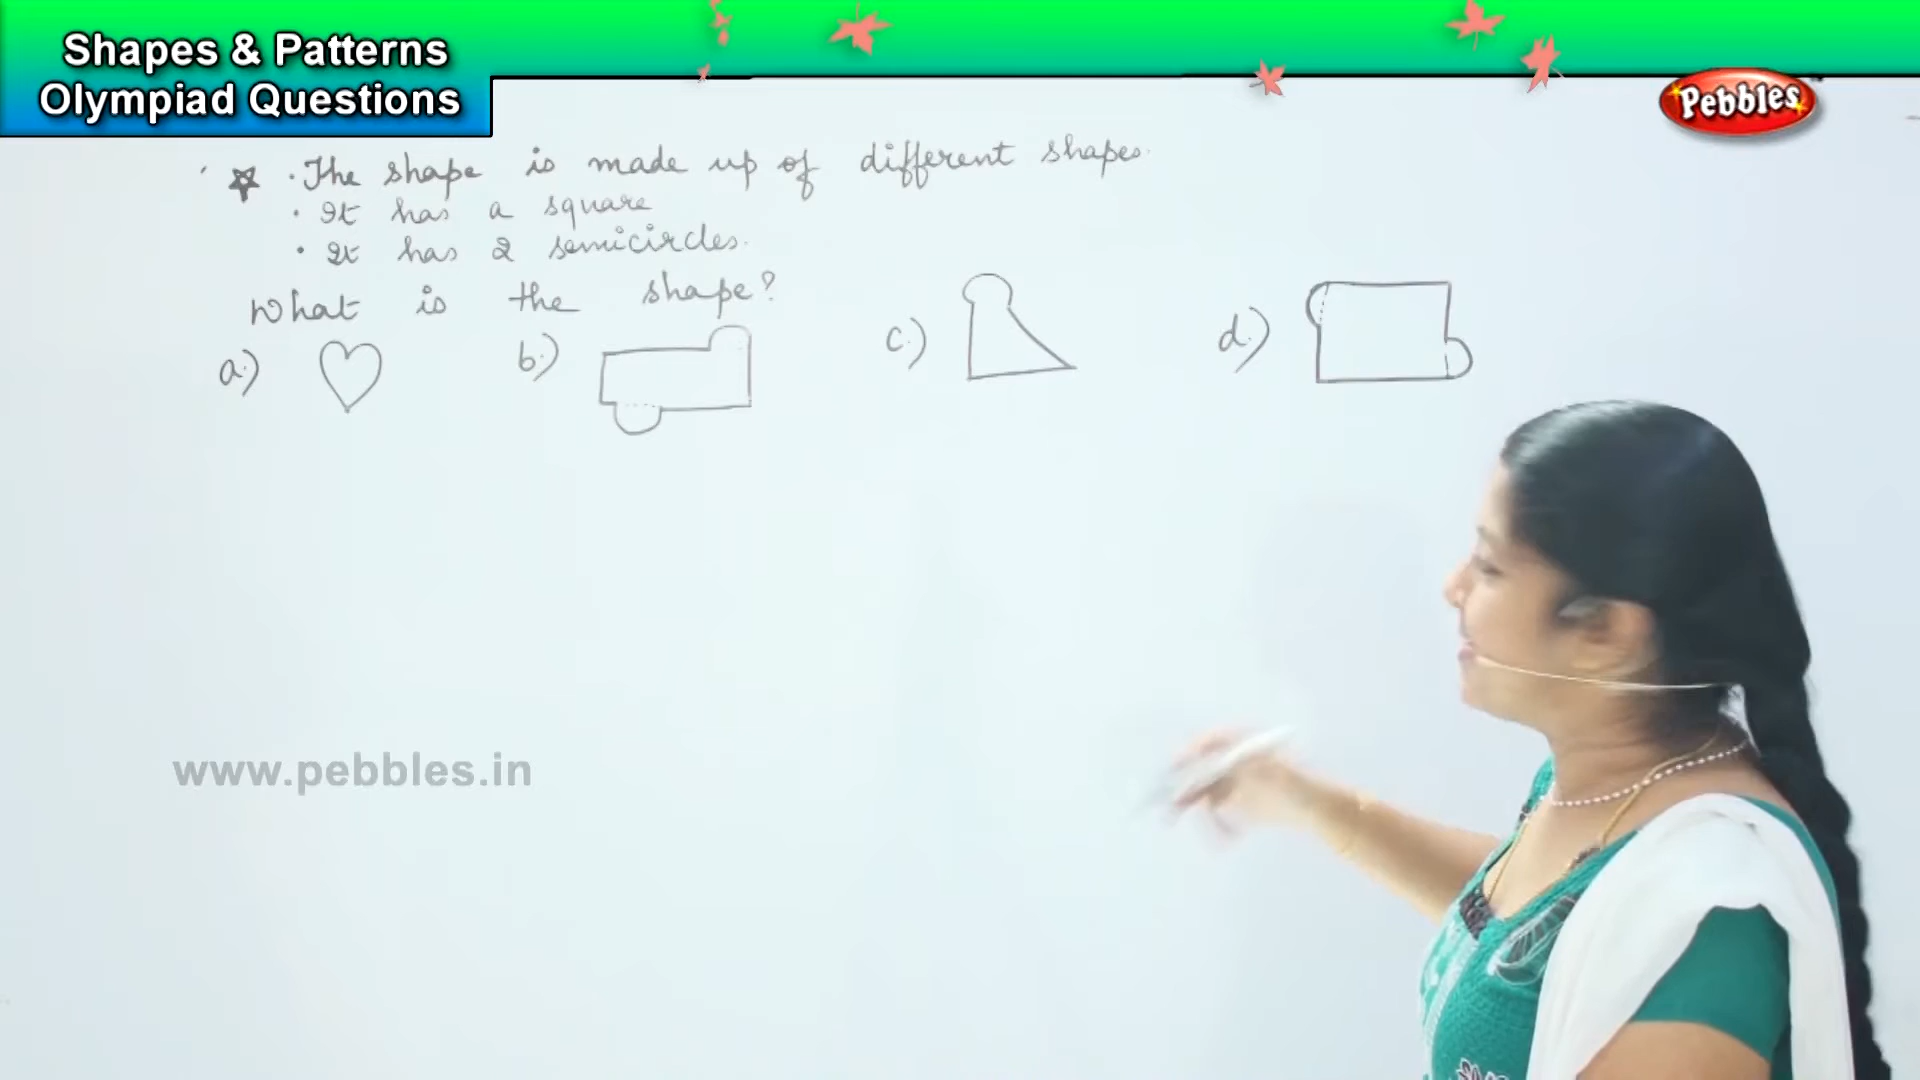 Shapes & Patterns
Olympiad Questions
Pebbles
· The shape is made up of different shapes.
· It has a square
· It has 2 semicircles.
What is the shape?
a.) b.) c.) d.)
www.pebbles.in